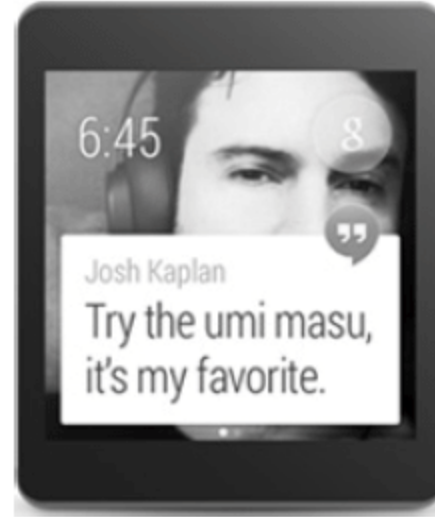 6:45
g
Josh Kaplan
Try the umi masu,
it's my favorite.